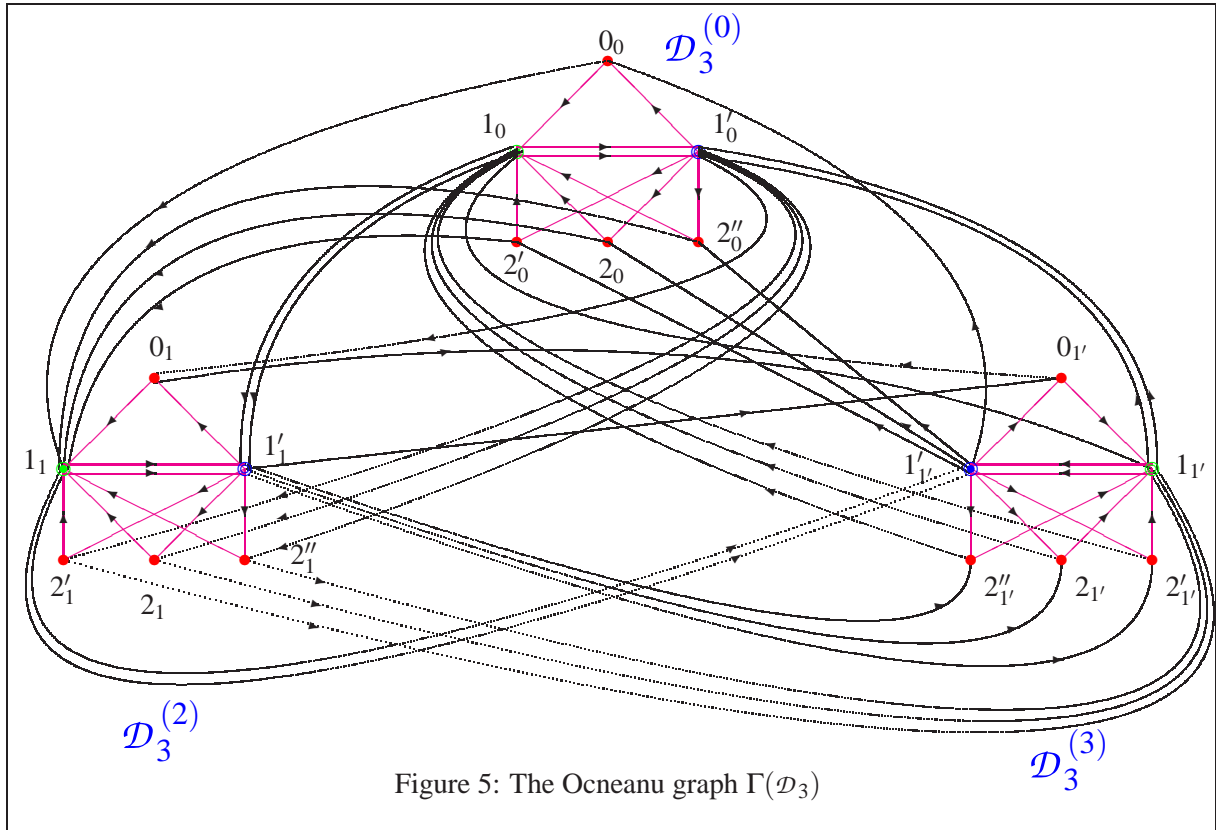 0₀ 𝒟₃⁽⁰⁾
1₀ 1′₀
2′₀ 2₀ 2″₀
0₁ 0₁′
1₁ 1′₁ 1′₁′ 1₁′
2′₁ 2₁ 2″₁ 2″₁′ 2₁′ 2′₁′
𝒟₃⁽²⁾ 𝒟₃⁽³⁾
Figure 5: The Ocneanu graph Γ(𝒟₃)